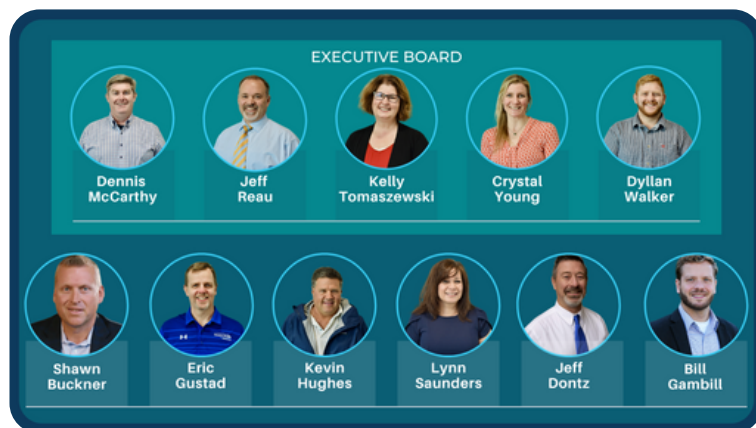 EXECUTIVE BOARD
Dennis
McCarthy
Jeff
Reau
Kelly
Tomaszewski
Crystal
Young
Dyllan
Walker
Shawn
Buckner
Eric
Gustad
Kevin
Hughes
Lynn
Saunders
Jeff
Dontz
Bill
Gambill